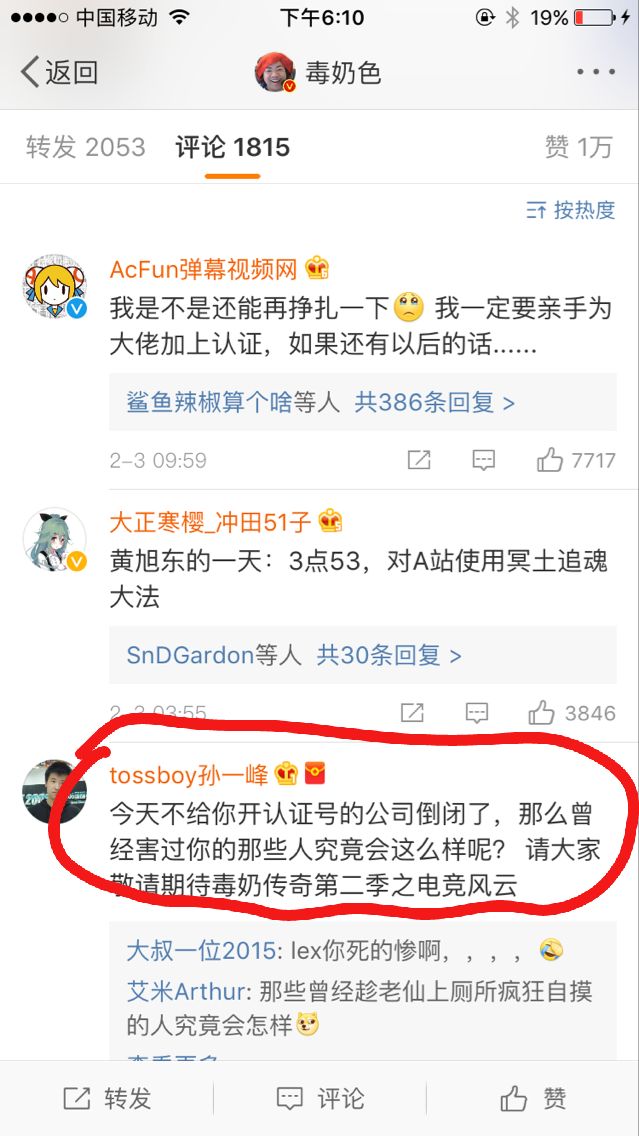 中国移动
下午6:10
19%
返回
毒奶色
转发 2053
评论 1815
赞 1万
按热度
AcFun弹幕视频网
我是不是还能再挣扎一下 我一定要亲手为
大佬加上认证，如果还有以后的话......
鲨鱼辣椒算个啥等人 共386条回复 >
2-3 09:59
7717
大正寒樱_冲田51子
黄旭东的一天：3点53，对A站使用冥土追魂
大法
SnDGardon等人 共30条回复 >
2-3 03:55
3846
tossboy孙一峰
今天不给你开认证号的公司倒闭了，那么曾
经害过你的那些人究竟会这么样呢？ 请大家
敬请期待毒奶传奇第二季之电竞风云
大叔一位2015: lex你死的惨啊，，，，
艾米Arthur: 那些曾经趁老仙上厕所疯狂自摸
的人究竟会怎样
转发
评论
赞